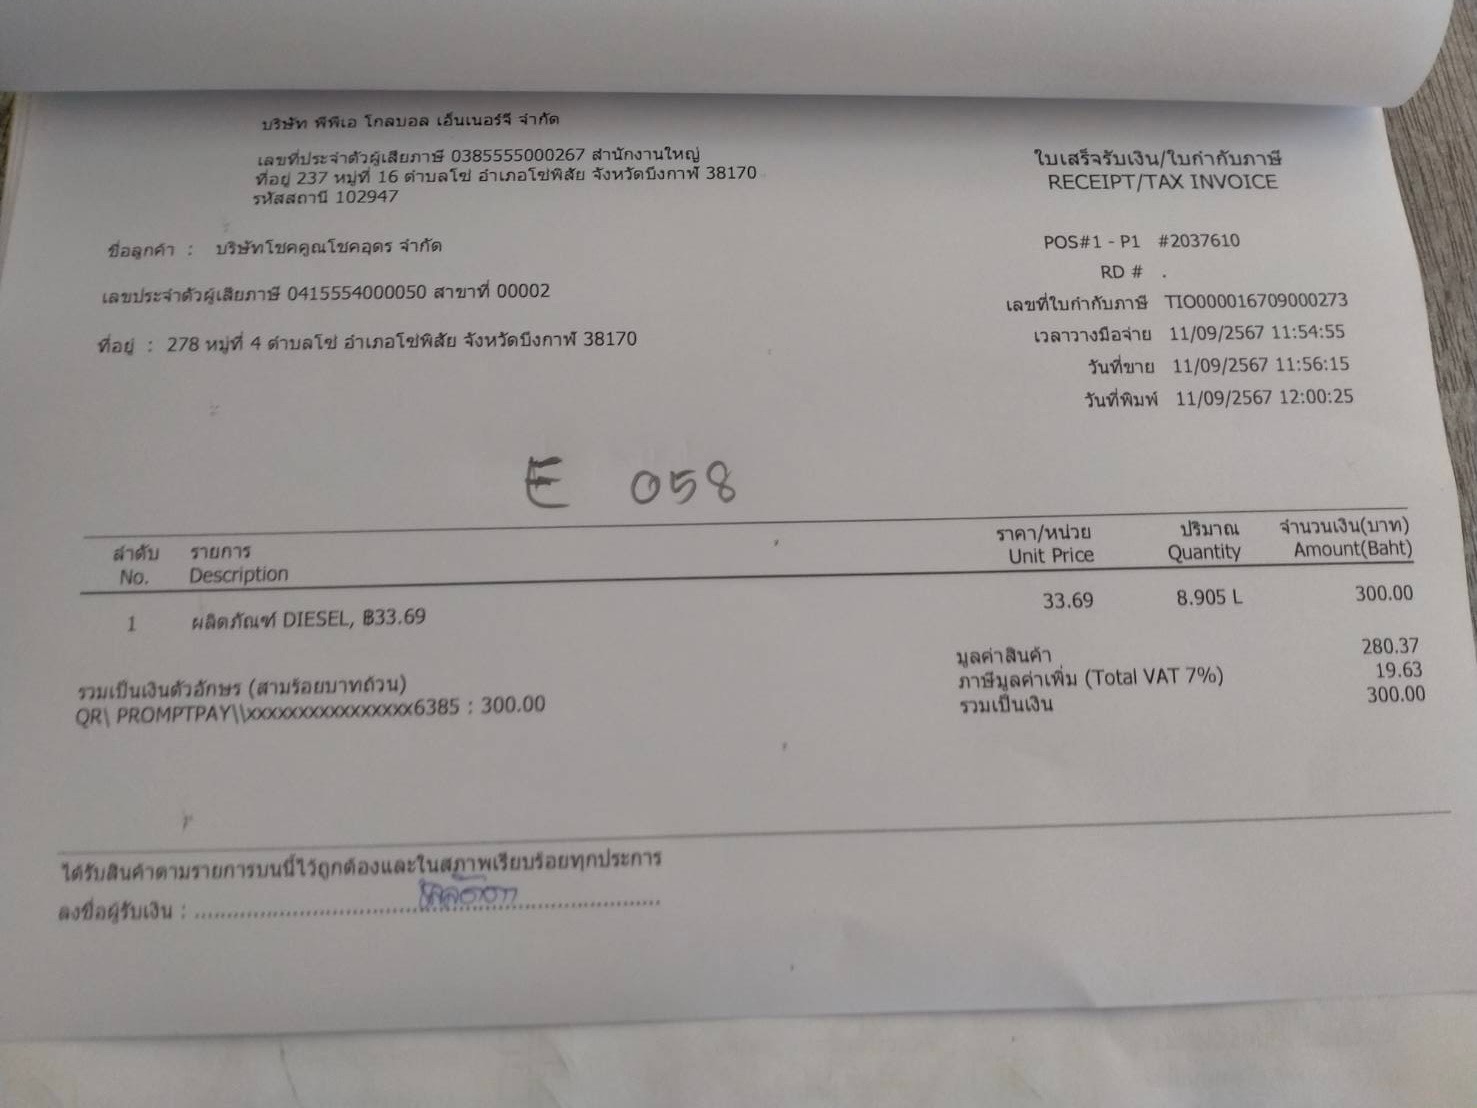 บริษัท พีพีเอ โกลบอล เอ็นเนอร์จี จำกัด
เลขที่ประจำตัวผู้เสียภาษี 0385555000267 สำนักงานใหญ่
ที่อยู่ 237 หมู่ที่ 16 ตำบลโซ่ อำเภอโซ่พิสัย จังหวัดบึงกาฬ 38170
รหัสสถานี 102947
ใบเสร็จรับเงิน/ใบกำกับภาษี
RECEIPT/TAX INVOICE
ชื่อลูกค้า : บริษัทโชคคูณโชคอุดร จำกัด
เลขประจำตัวผู้เสียภาษี 0415554000050 สาขาที่ 00002
ที่อยู่ : 278 หมู่ที่ 4 ตำบลโซ่ อำเภอโซ่พิสัย จังหวัดบึงกาฬ 38170
POS#1 - P1 #2037610
RD # .
เลขที่ใบกำกับภาษี TIO000016709000273
เวลาวางมือจ่าย 11/09/2567 11:54:55
วันที่ขาย 11/09/2567 11:56:15
วันที่พิมพ์ 11/09/2567 12:00:25
E 058
ลำดับ รายการ ราคา/หน่วย ปริมาณ จำนวนเงิน(บาท)
No. Description Unit Price Quantity Amount(Baht)
1 ผลิตภัณฑ์ DIESEL, ฿33.69 33.69 8.905 L 300.00
มูลค่าสินค้า 280.37
ภาษีมูลค่าเพิ่ม (Total VAT 7%) 19.63
รวมเป็นเงิน 300.00
รวมเป็นเงินตัวอักษร (สามร้อยบาทถ้วน)
QR\ PROMPTPAY\\xxxxxxxxxxxxxxxx6385 : 300.00
ได้รับสินค้าตามรายการบนนี้ไว้ถูกต้องและในสภาพเรียบร้อยทุกประการ
ลงชื่อผู้รับเงิน :